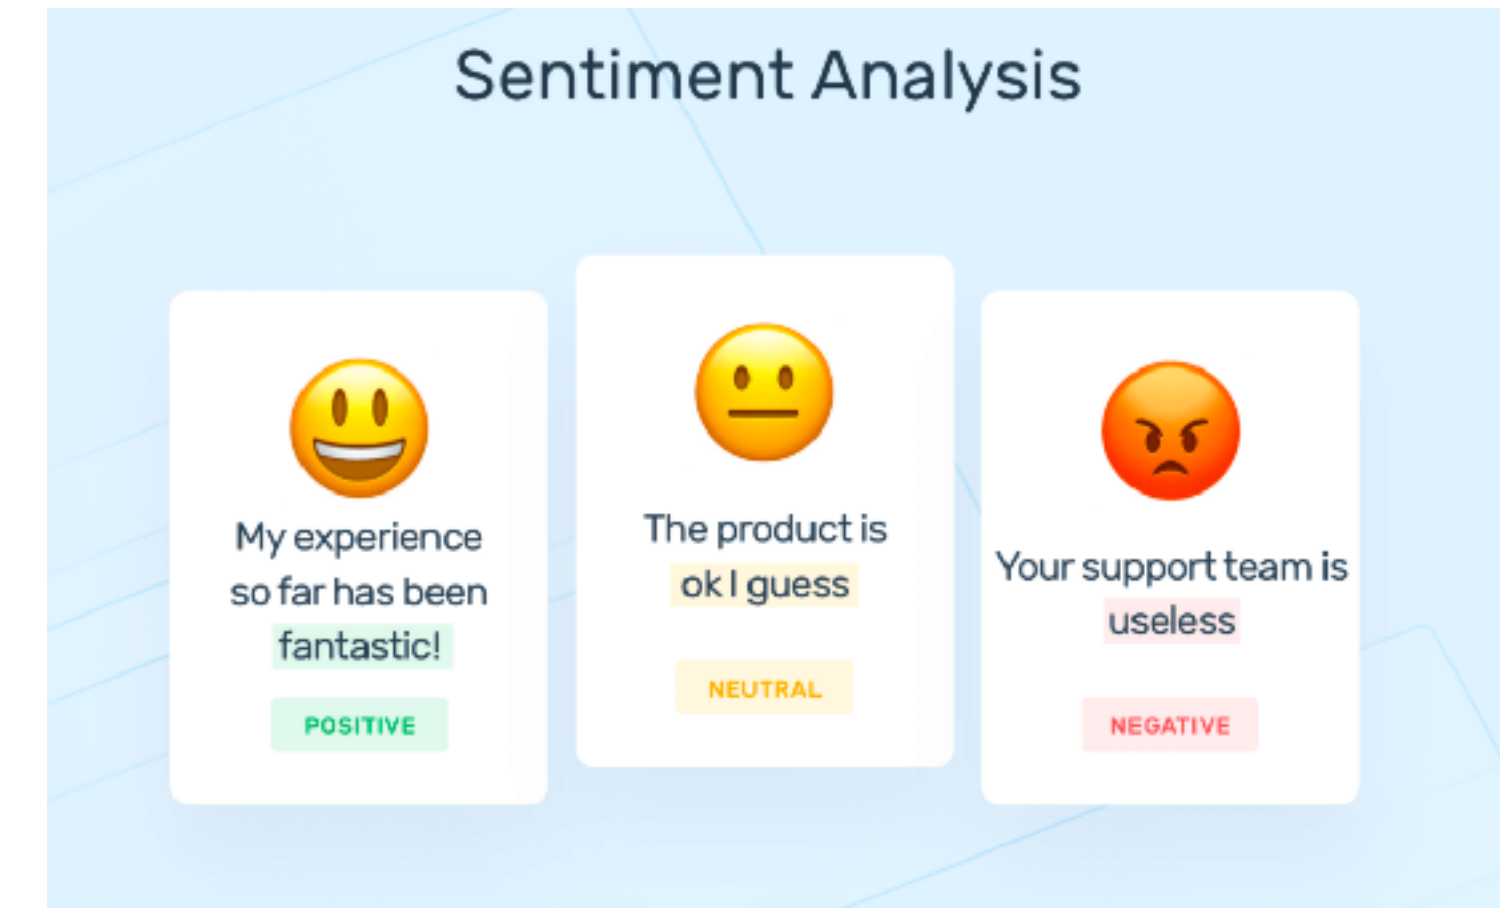 Sentiment Analysis
My experience
so far has been
fantastic!
POSITIVE
The product is
ok I guess
NEUTRAL
Your support team is
useless
NEGATIVE